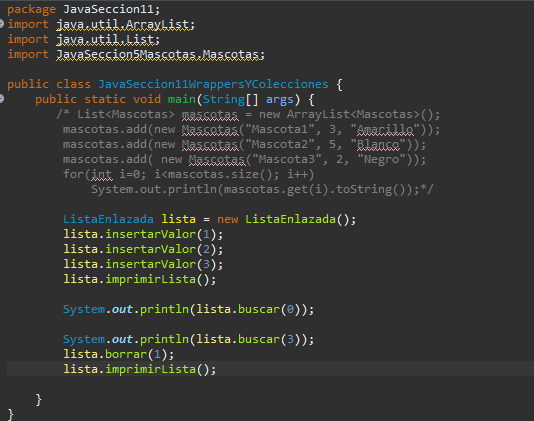 package JavaSeccion11;
import java.util.ArrayList;
import java.util.List;
import JavaSeccion5Mascotas.Mascotas;
public class JavaSeccion11WrappersYColecciones {
public static void main(String[] args) {
/* List<Mascotas> mascotas = new ArrayList<Mascotas>();
mascotas.add(new Mascotas("Mascota1", 3, "Amarillo"));
mascotas.add(new Mascotas("Mascota2", 5, "Blanco"));
mascotas.add( new Mascotas("Mascota3", 2, "Negro"));
for(int i=0; i<mascotas.size(); i++)
System.out.println(mascotas.get(i).toString());*/
ListaEnlazada lista = new ListaEnlazada();
lista.insertarValor(1);
lista.insertarValor(2);
lista.insertarValor(3);
lista.imprimirLista();
System.out.println(lista.buscar(0));
System.out.println(lista.buscar(3));
lista.borrar(1);
lista.imprimirLista();
}
}